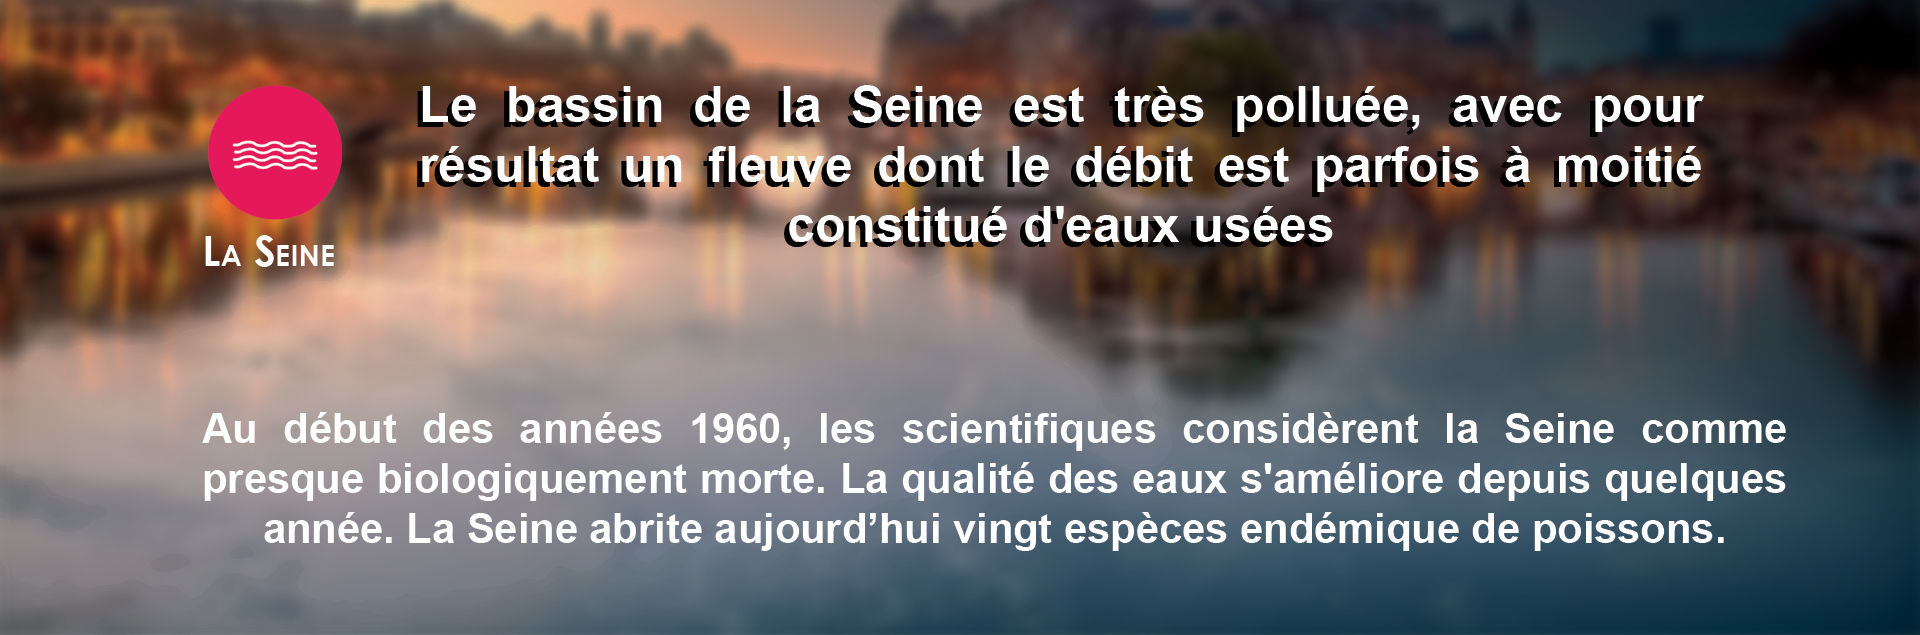 Le bassin de la Seine est très polluée, avec pour
résultat un fleuve dont le débit est parfois à moitié
constitué d'eaux usées
La Seine
Au début des années 1960, les scientifiques considèrent la Seine comme
presque biologiquement morte. La qualité des eaux s'améliore depuis quelques
année. La Seine abrite aujourd’hui vingt espèces endémique de poissons.